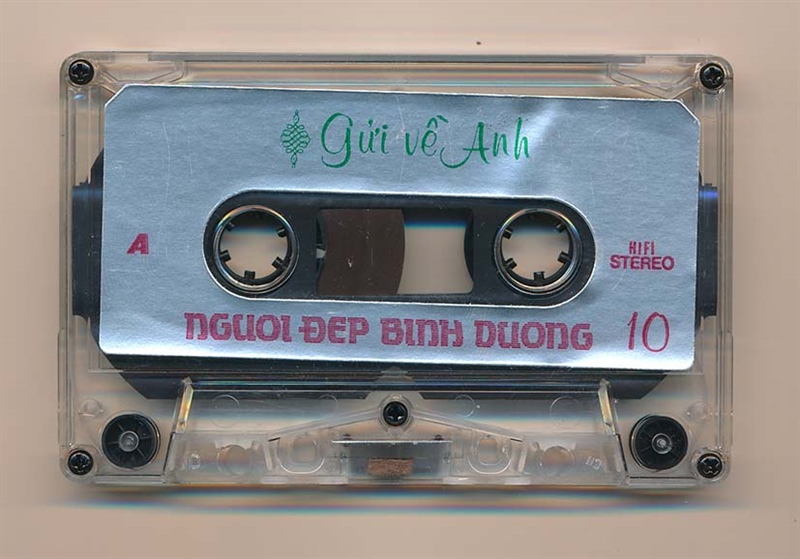 Gửi về Anh
A
HIFI
STEREO
NGUOI ĐEP BINH DUONG 10